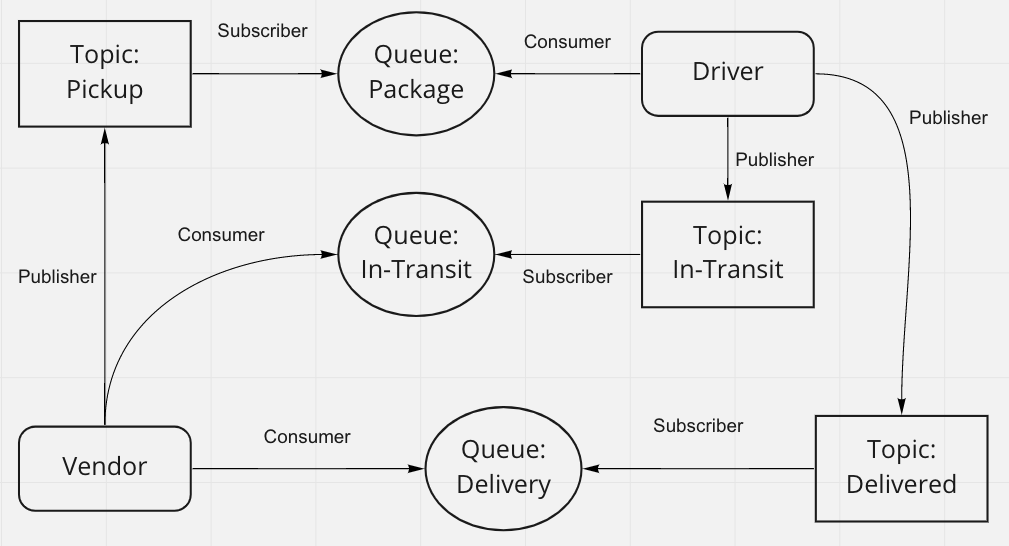 Topic:
Pickup
Subscriber
Queue:
Package
Consumer
Driver
Publisher
Publisher
Consumer
Queue:
In-Transit
Subscriber
Topic:
In-Transit
Publisher
Vendor
Consumer
Queue:
Delivery
Subscriber
Topic:
Delivered